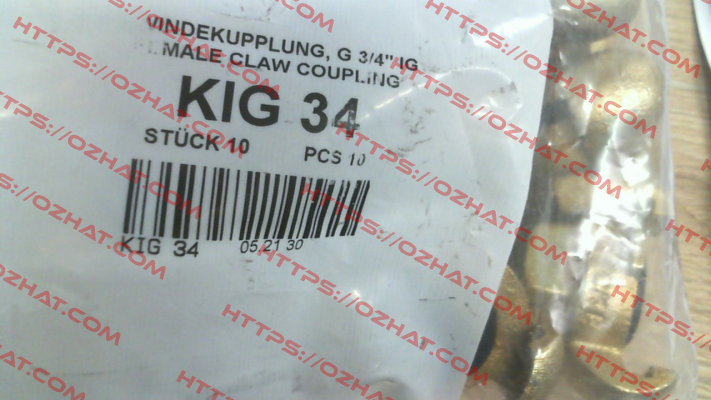 VINDEKUPPLUNG, G 3/4" IG
MALE CLAW COUPLING
KIG 34
STÜCK 10 PCS 10
KIG 34 05 21 30
HTTPS://OZHAT.COM